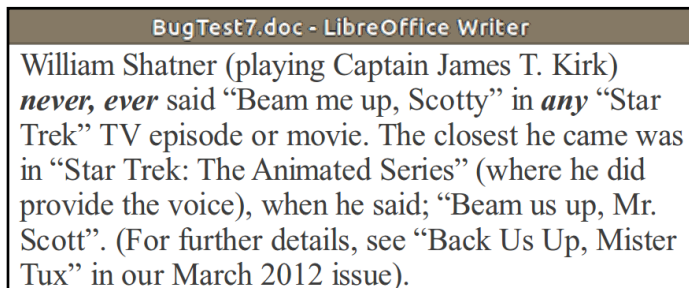 BugTest7.doc - LibreOffice Writer
William Shatner (playing Captain James T. Kirk)
never, ever said “Beam me up, Scotty” in any “Star
Trek” TV episode or movie. The closest he came was
in “Star Trek: The Animated Series” (where he did
provide the voice), when he said; “Beam us up, Mr.
Scott”. (For further details, see “Back Us Up, Mister
Tux” in our March 2012 issue).